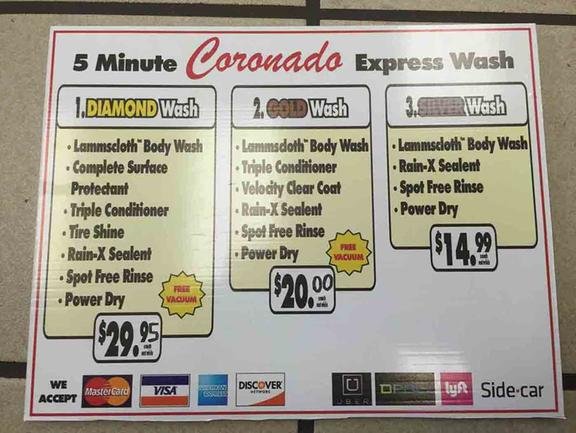 5 Minute Coronado Express Wash
1. DIAMOND Wash
• Lammscloth™ Body Wash
• Complete Surface
Protectant
• Triple Conditioner
• Tire Shine
• Rain-X Sealent
• Spot Free Rinse
• Power Dry
FREE
VACUUM
$29.95
2. GOLD Wash
• Lammscloth™ Body Wash
• Triple Conditioner
• Velocity Clear Coat
• Rain-X Sealent
• Spot Free Rinse
• Power Dry
FREE
VACUUM
$20.00
3. SILVER Wash
• Lammscloth™ Body Wash
• Rain-X Sealent
• Spot Free Rinse
• Power Dry
$14.99
WE
ACCEPT
MasterCard
VISA
AMERICAN
EXPRESS
DISCOVER
NETWORK
UBER
lyft
Side.car